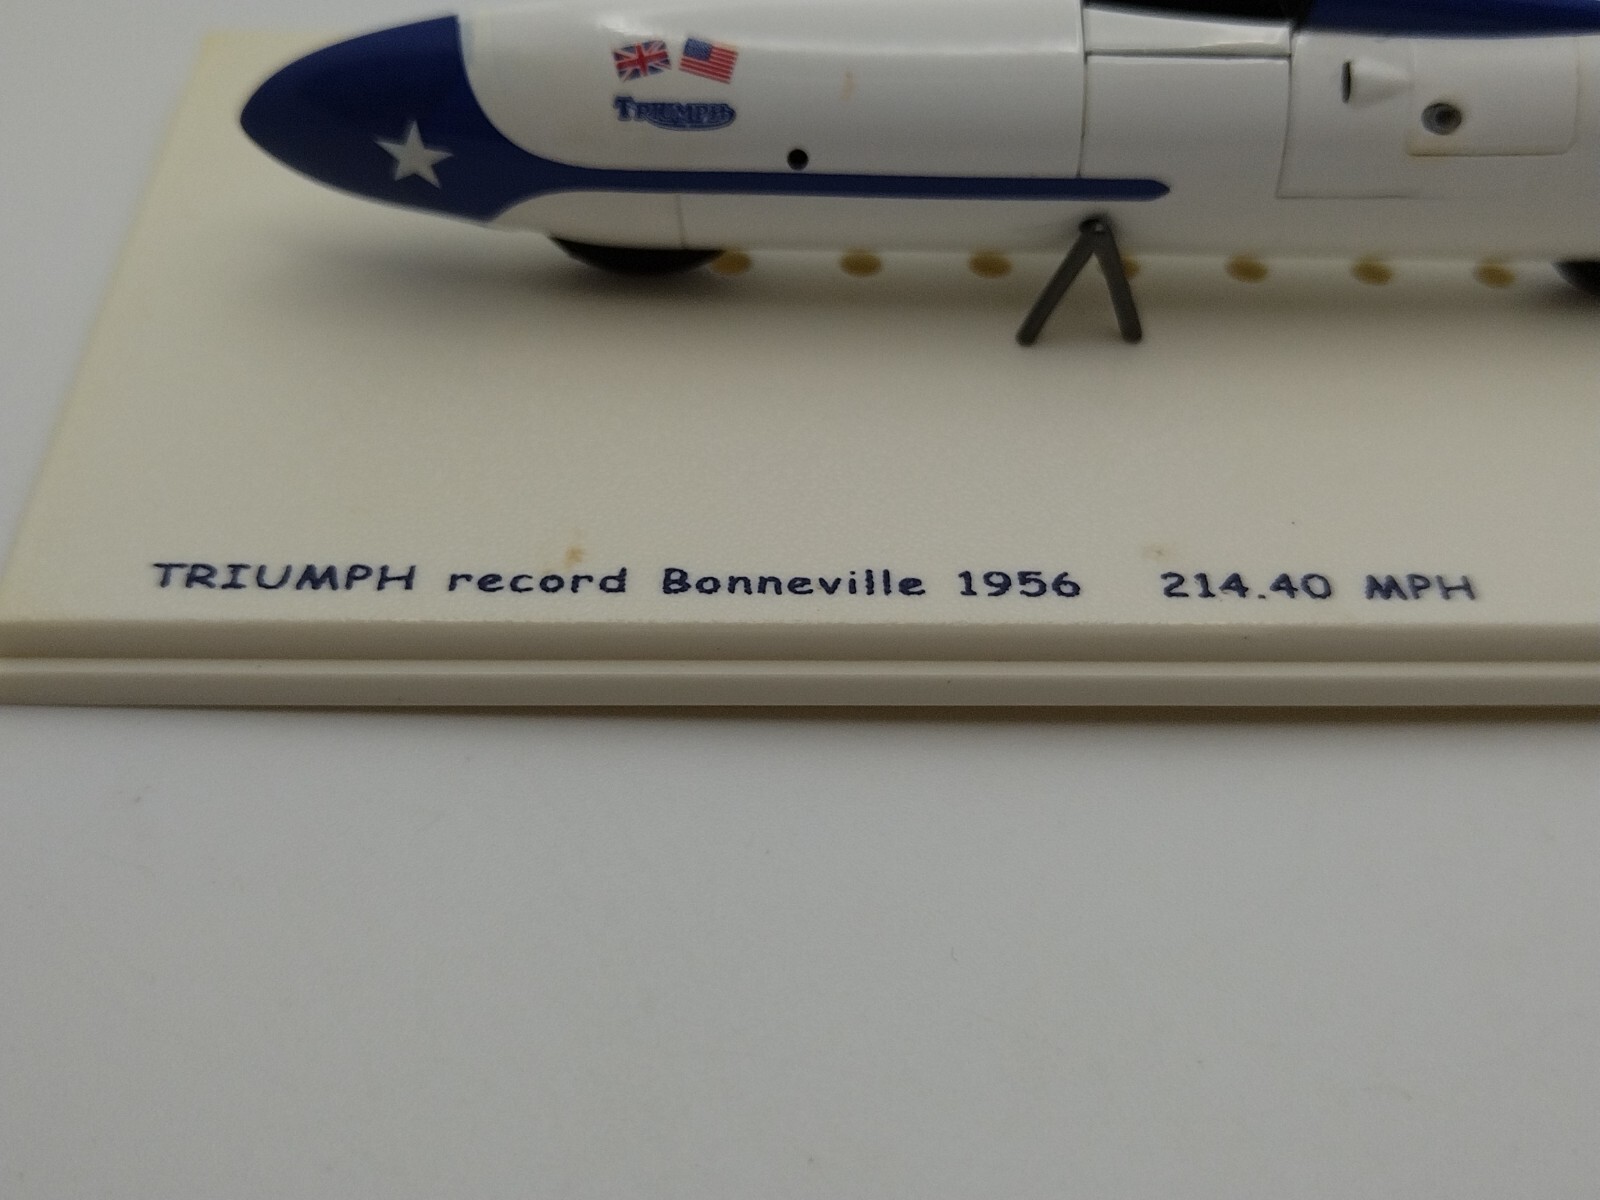 TRIUMPH
TRIUMPH record Bonneville 1956 214.40 MPH